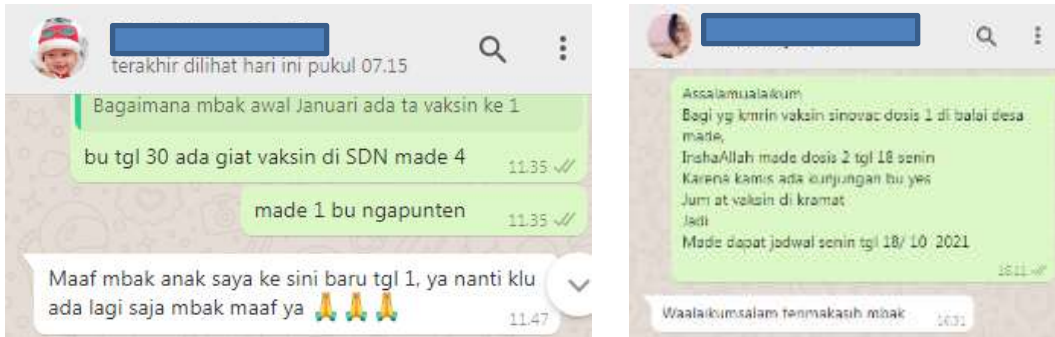 terakhir dilihat hari ini pukul 07.15
Bagaimana mbak awal Januari ada ta vaksin ke 1
bu tgl 30 ada giat vaksin di SDN made 4
11.35
made 1 bu ngapunten
11.35
Maaf mbak anak saya ke sini baru tgl 1, ya nanti klu
ada lagi saja mbak maaf ya 🙏🙏🙏
11.47
Assalamualaikum
Bagi yg kmrin vaksin sinovac dosis 1 di balai desa
made,
InshaAllah made dosis 2 tgl 18 senin
Karena kamis ada kunjungan bu yes
Jum at vaksin di kramat
Jadi
Made dapat jadwal senin tgl 18/ 10 2021
Waalaikumsalam terimakasih mbak